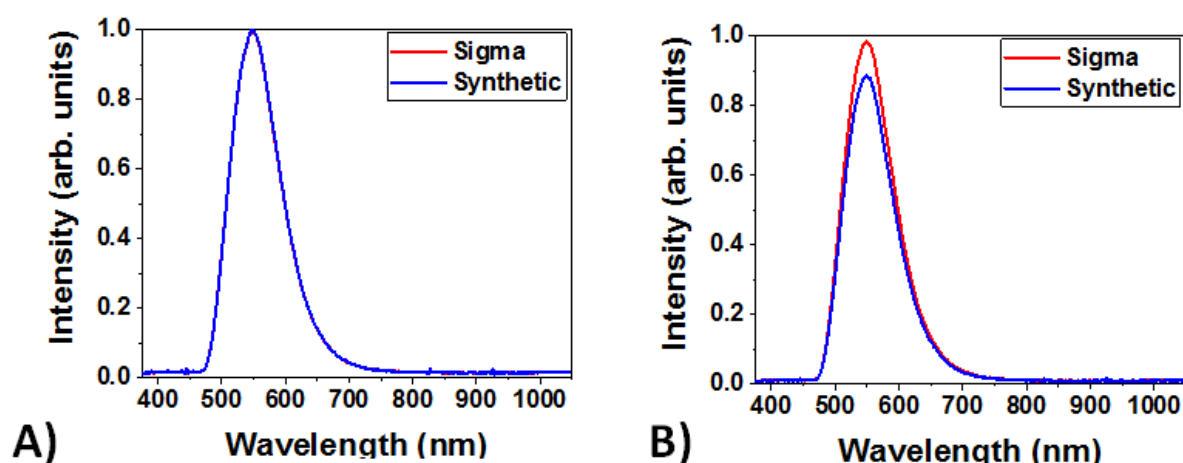 1.0
0.8
0.6
0.4
0.2
0.0
Intensity (arb. units)
Sigma
Synthetic
400 500 600 700 800 900 1000
Wavelength (nm)
A)
1.0
0.8
0.6
0.4
0.2
0.0
Intensity (arb. units)
Sigma
Synthetic
400 500 600 700 800 900 1000
Wavelength (nm)
B)